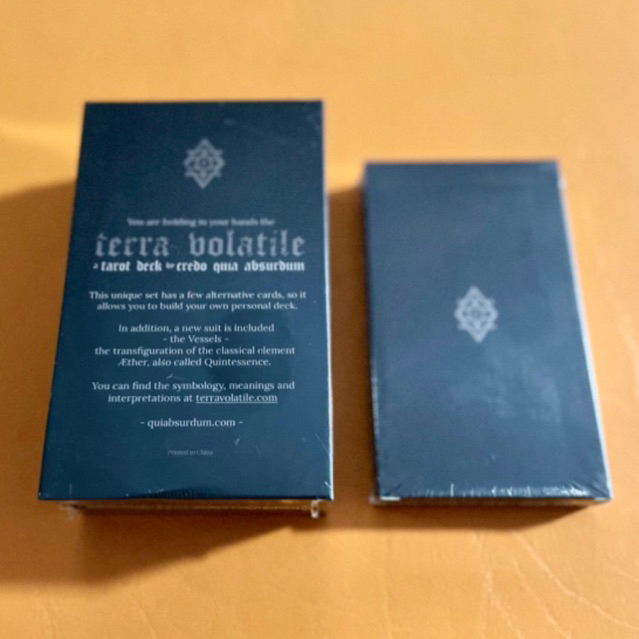 You are holding in your hands the
terra volatile
a tarot deck by credo quia absurdum
This unique set has a few alternative cards, so it
allows you to build your own personal deck.
In addition, a new suit is included
- the Vessels -
the transfiguration of the classical element
Æther, also called Quintessence.
You can find the symbology, meanings and
interpretations at terravolatile.com
- quiabsurdum.com -
Printed in China